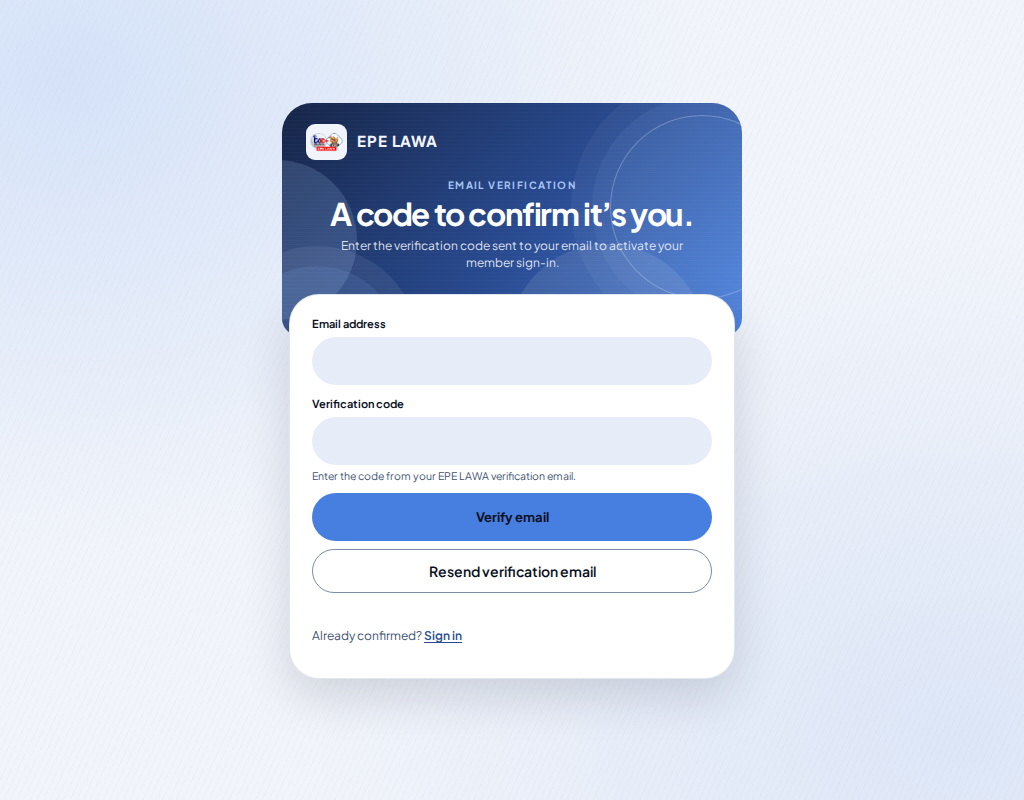 EPE LAWA
EMAIL VERIFICATION
A code to confirm it’s you.
Enter the verification code sent to your email to activate your
member sign-in.
Email address
Verification code
Enter the code from your EPE LAWA verification email.
Verify email
Resend verification email
Already confirmed? Sign in